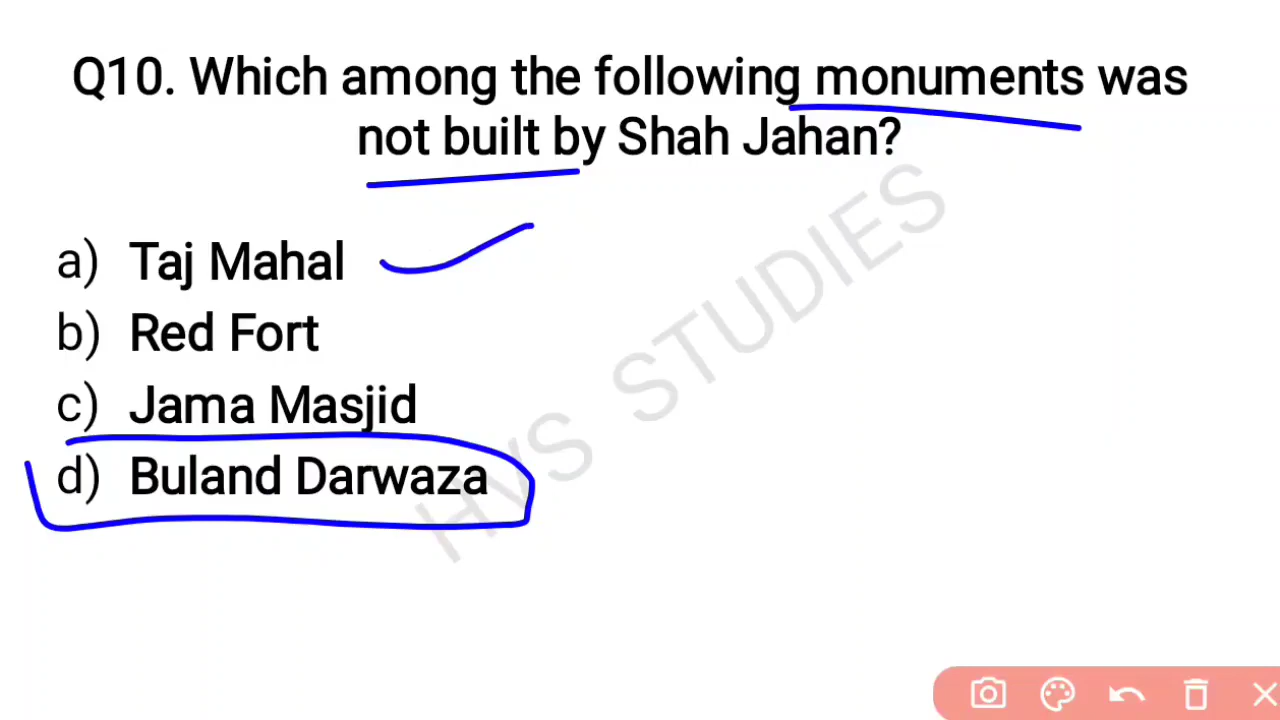 Q10. Which among the following monuments was
not built by Shah Jahan?
a) Taj Mahal
b) Red Fort
c) Jama Masjid
d) Buland Darwaza
HVS STUDIES